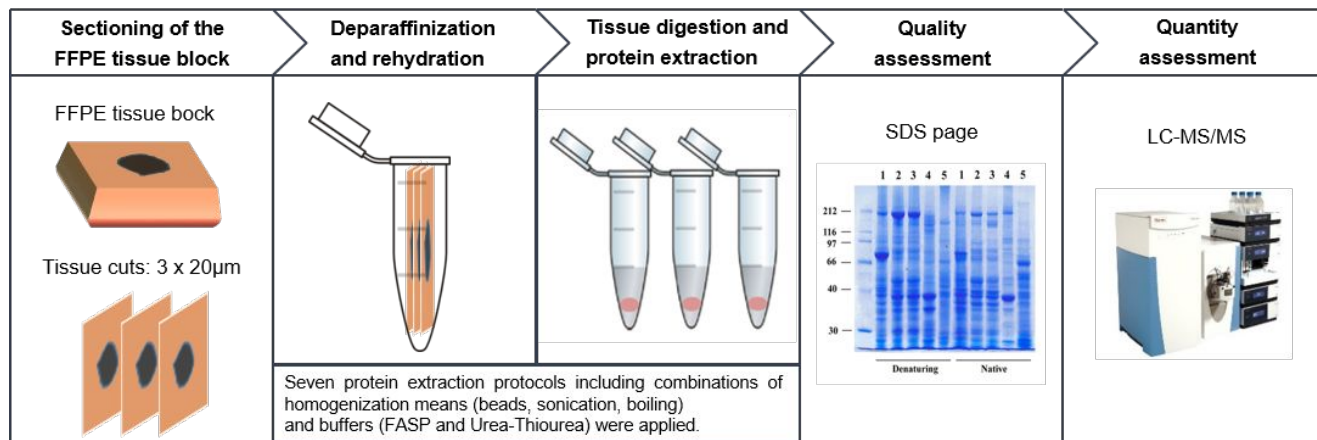 Sectioning of the
FFPE tissue block
Deparaffinization
and rehydration
Tissue digestion and
protein extraction
Quality
assessment
Quantity
assessment
FFPE tissue bock
Tissue cuts: 3 x 20µm
Seven protein extraction protocols including combinations of
homogenization means (beads, sonication, boiling)
and buffers (FASP and Urea-Thiourea) were applied.
SDS page
1 2 3 4 5 1 2 3 4 5
212
116
97
66
40
30
Denaturing Native
LC-MS/MS